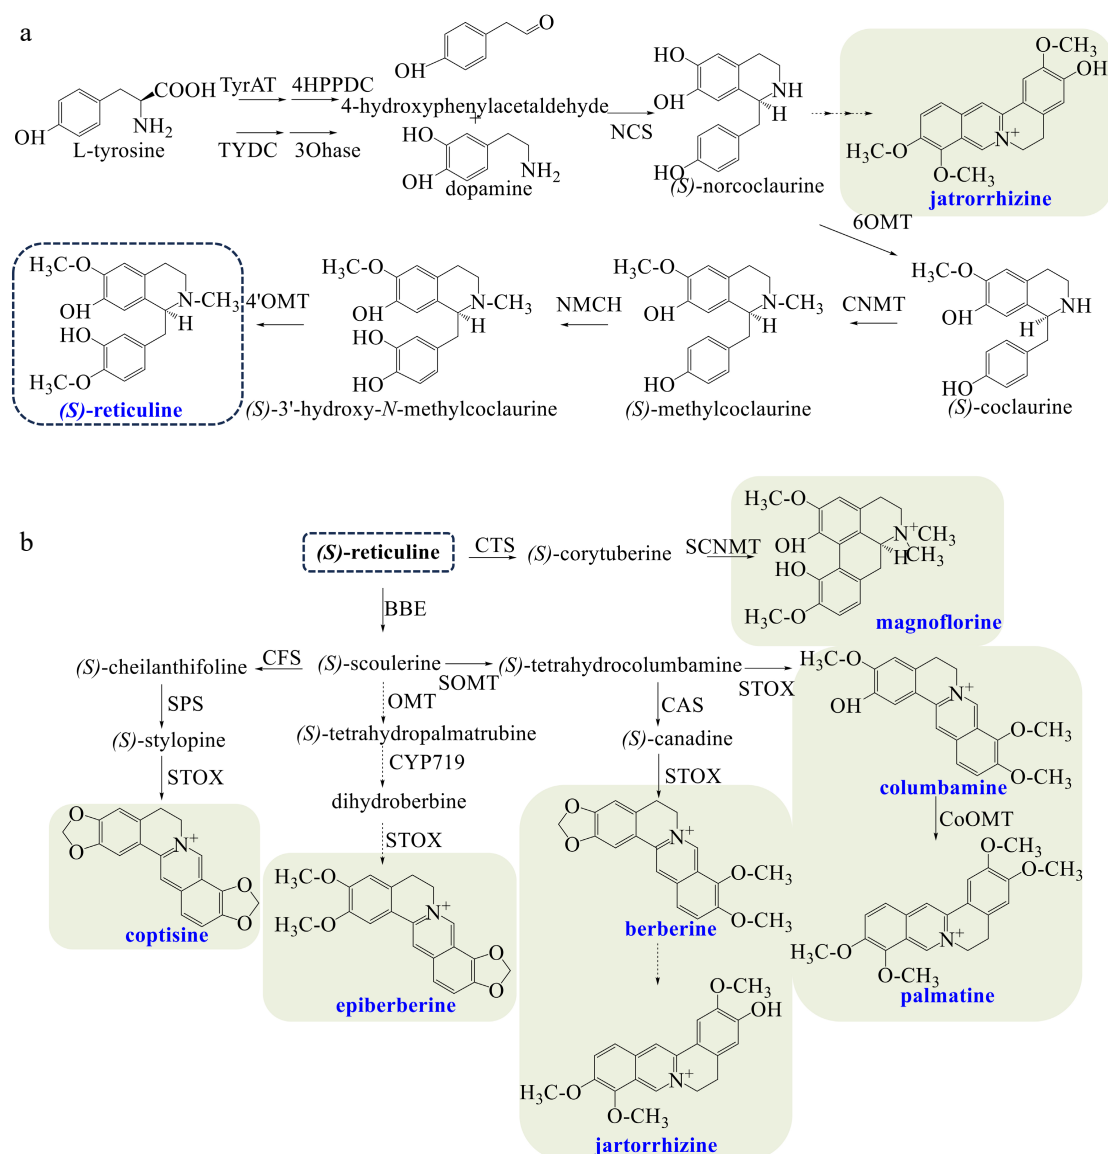 a
TyrAT
4HPPDC
COOH
NH2
OH
L-tyrosine
TYDC
3Ohase
O
OH
4-hydroxyphenylacetaldehyde
+
HO
OH
NH2
dopamine
NCS
HO
OH
NH
H
HO
(S)-norcoclaurine
O-CH3
OH
N+
H3C-O
O-CH3
jatrorrhizine
6OMT
H3C-O
OH
NH
H
HO
(S)-coclaurine
CNMT
H3C-O
OH
N-CH3
H
HO
(S)-methylcoclaurine
NMCH
H3C-O
OH
N-CH3
H
HO
HO
(S)-3'-hydroxy-N-methylcoclaurine
4'OMT
H3C-O
OH
N-CH3
H
HO
H3C-O
(S)-reticuline
b
(S)-reticuline
CTS
(S)-corytuberine
SCNMT
H3C-O
OH
N+
CH3
CH3
H
HO
H3C-O
magnoflorine
BBE
(S)-cheilanthifoline
CFS
(S)-scoulerine
SOMT
(S)-tetrahydrocolumbamine
STOX
SPS
OMT
CAS
(S)-stylopine
(S)-tetrahydropalmatrubine
(S)-canadine
STOX
CYP719
STOX
dihydroberbine
STOX
O
O
N+
O
O
coptisine
H3C-O
H3C-O
N+
O
O
epiberberine
O
O
N+
O-CH3
O-CH3
berberine
O-CH3
OH
N+
H3C-O
O-CH3
jartorrhizine
H3C-O
OH
N+
O-CH3
O-CH3
columbamine
CoOMT
O-CH3
O-CH3
N+
H3C-O
O-CH3
palmatine